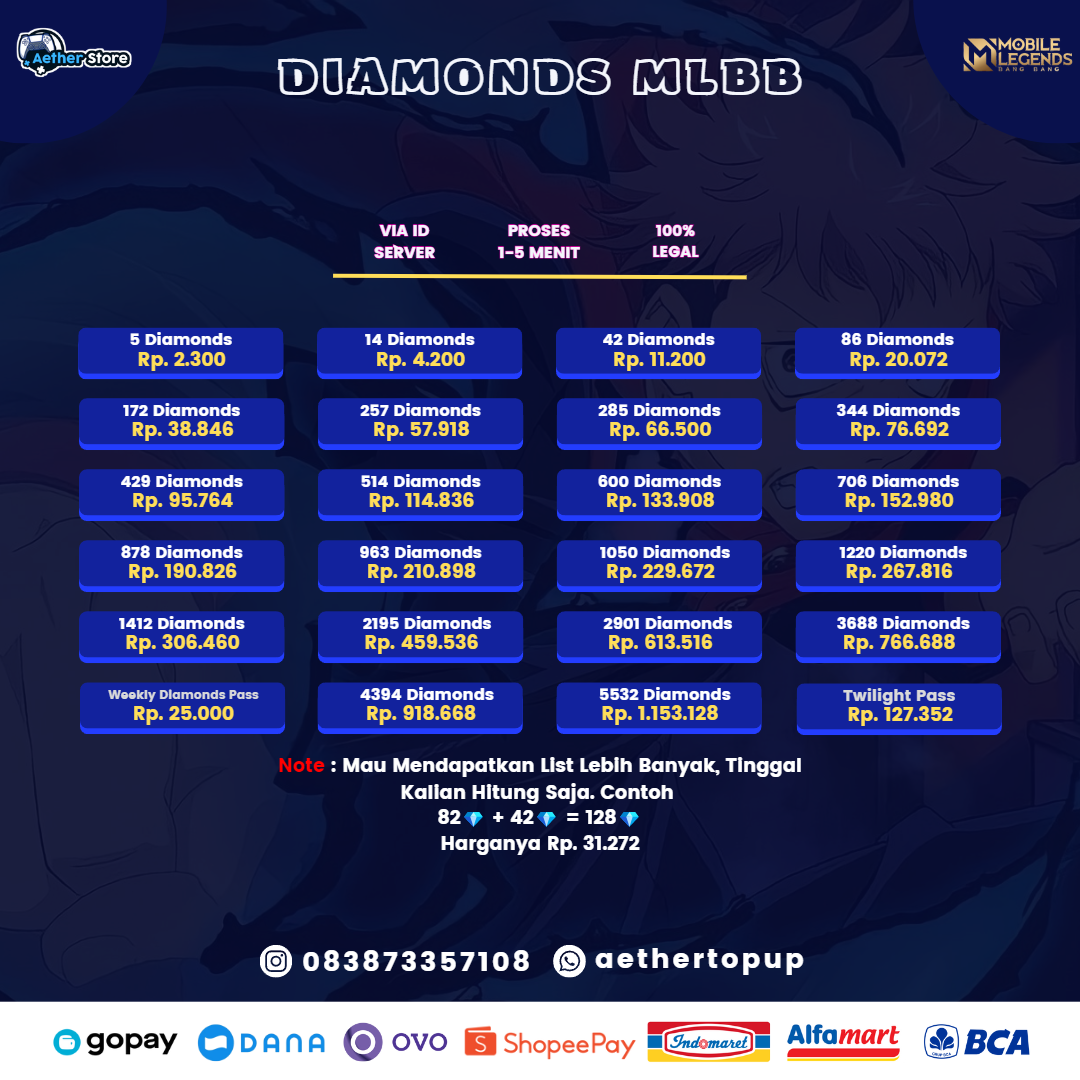 Aether Store
MOBILE
LEGENDS
BANG BANG
DIAMONDS MLBB
VIA ID
SERVER
PROSES
1-5 MENIT
100%
LEGAL
5 Diamonds
Rp. 2.300
14 Diamonds
Rp. 4.200
42 Diamonds
Rp. 11.200
86 Diamonds
Rp. 20.072
172 Diamonds
Rp. 38.846
257 Diamonds
Rp. 57.918
285 Diamonds
Rp. 66.500
344 Diamonds
Rp. 76.692
429 Diamonds
Rp. 95.764
514 Diamonds
Rp. 114.836
600 Diamonds
Rp. 133.908
706 Diamonds
Rp. 152.980
878 Diamonds
Rp. 190.826
963 Diamonds
Rp. 210.898
1050 Diamonds
Rp. 229.672
1220 Diamonds
Rp. 267.816
1412 Diamonds
Rp. 306.460
2195 Diamonds
Rp. 459.536
2901 Diamonds
Rp. 613.516
3688 Diamonds
Rp. 766.688
Weekly Diamonds Pass
Rp. 25.000
4394 Diamonds
Rp. 918.668
5532 Diamonds
Rp. 1.153.128
Twilight Pass
Rp. 127.352
Note : Mau Mendapatkan List Lebih Banyak, Tinggal
Kalian Hitung Saja. Contoh
82💎 + 42💎 = 128💎
Harganya Rp. 31.272
083873357108 aethertopup
gopay DANA OVO ShopeePay Indomaret Alfamart BCA